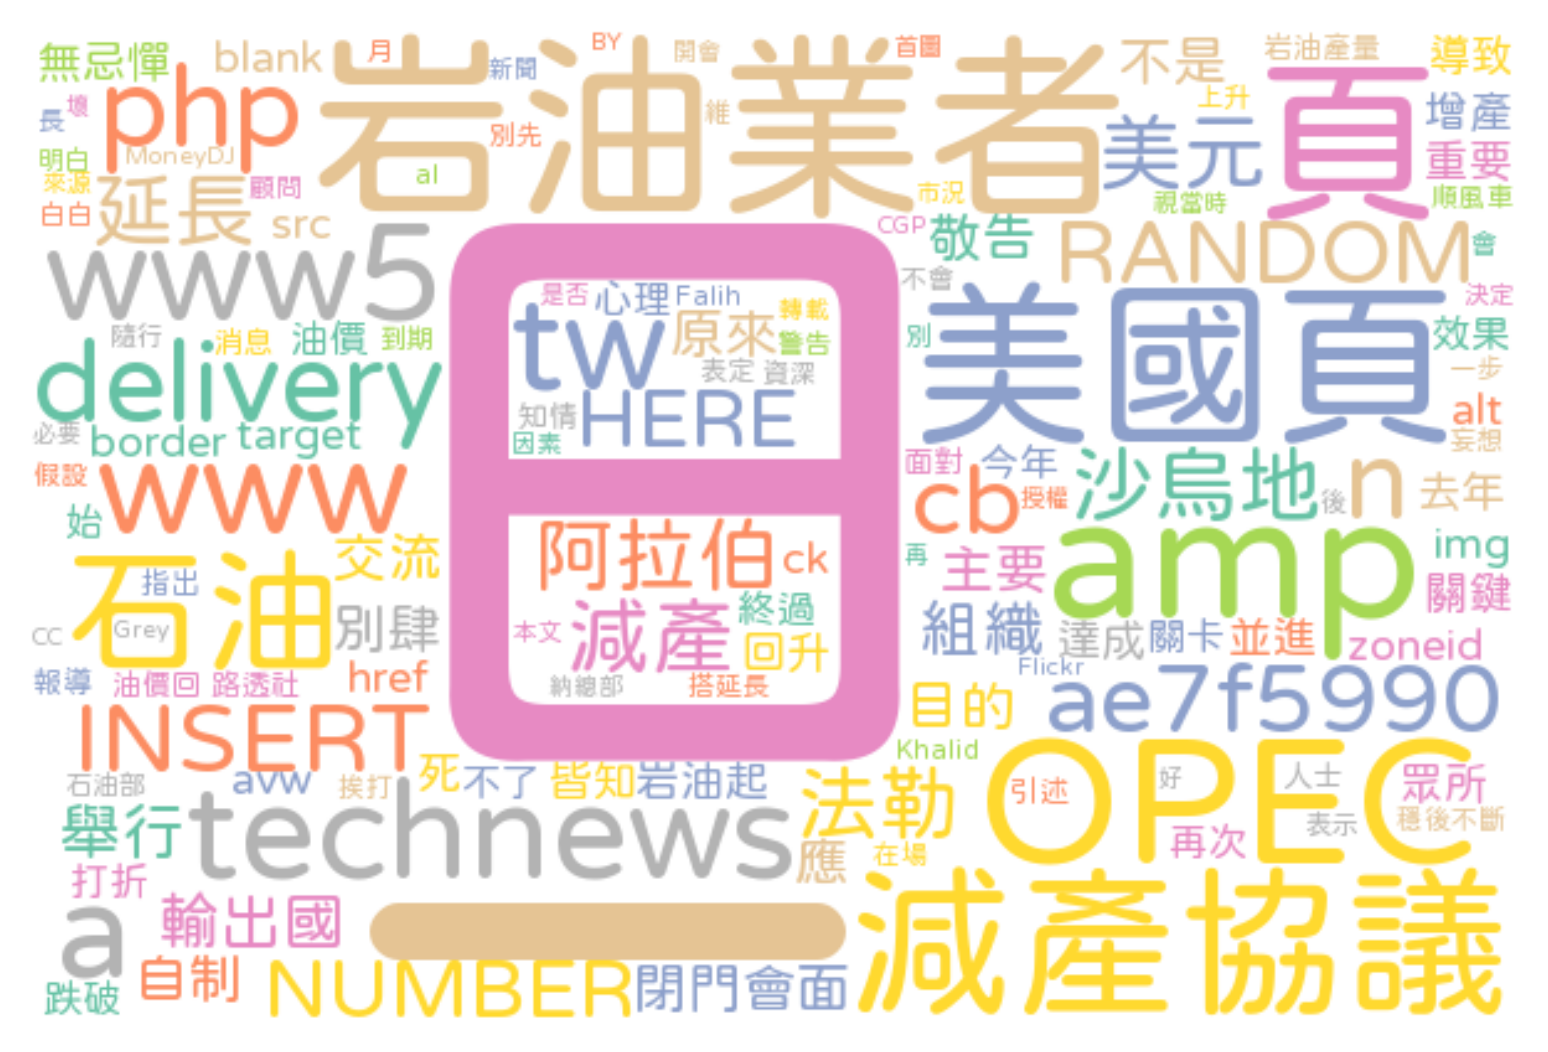 無忌憚 blank 月 岩油業者 新聞 BY 開會 首圖 不是 岩油產量 導致
長 壞 php 別先 維 上升 頁 增產
明白 MoneyDJ al 美元 重要
來源 延長 顧問 市況 視當時 順風車
白白 src CGP 敬告 RANDOM 會
www5 日 不會 美國頁 決定
隨行 消息 油價 到期 是否 心理 Falih 轉載 別 效果
delivery tw 原來 警告 一步
表定 資深 alt
必要 border target 知情 HERE 妄想
因素
假設 www 面對 今年 沙烏地 n 去年
始 cb 授權 後
石油 交流 阿拉伯 ck 再 主要 amp img
指出 關鍵
CC Grey 別肆 本文 減產 終過 回升 組織 達成 關卡 並進 zoneid
報導 油價回 路透社 href 納總部 搭延長 Flickr
INSERT 目的 ae7f5990
石油部 avw 挨打 死 不了 皆知 岩油起 Khalid OPEC
舉行 technews 法勒 引述 好 人士 眾所
應 在場 再次 表示 穩後不斷
打折
a 輸出國 一 減產協議
跌破 自制 NUMBER 閉門會面